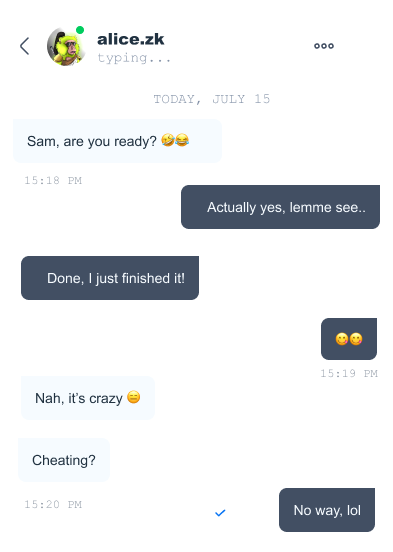 alice.zk
typing...
TODAY, JULY 15
Sam, are you ready? 🤣😂
15:18 PM
Actually yes, lemme see..
Done, I just finished it!
😋😋
15:19 PM
Nah, it’s crazy 😑
Cheating?
15:20 PM
No way, lol